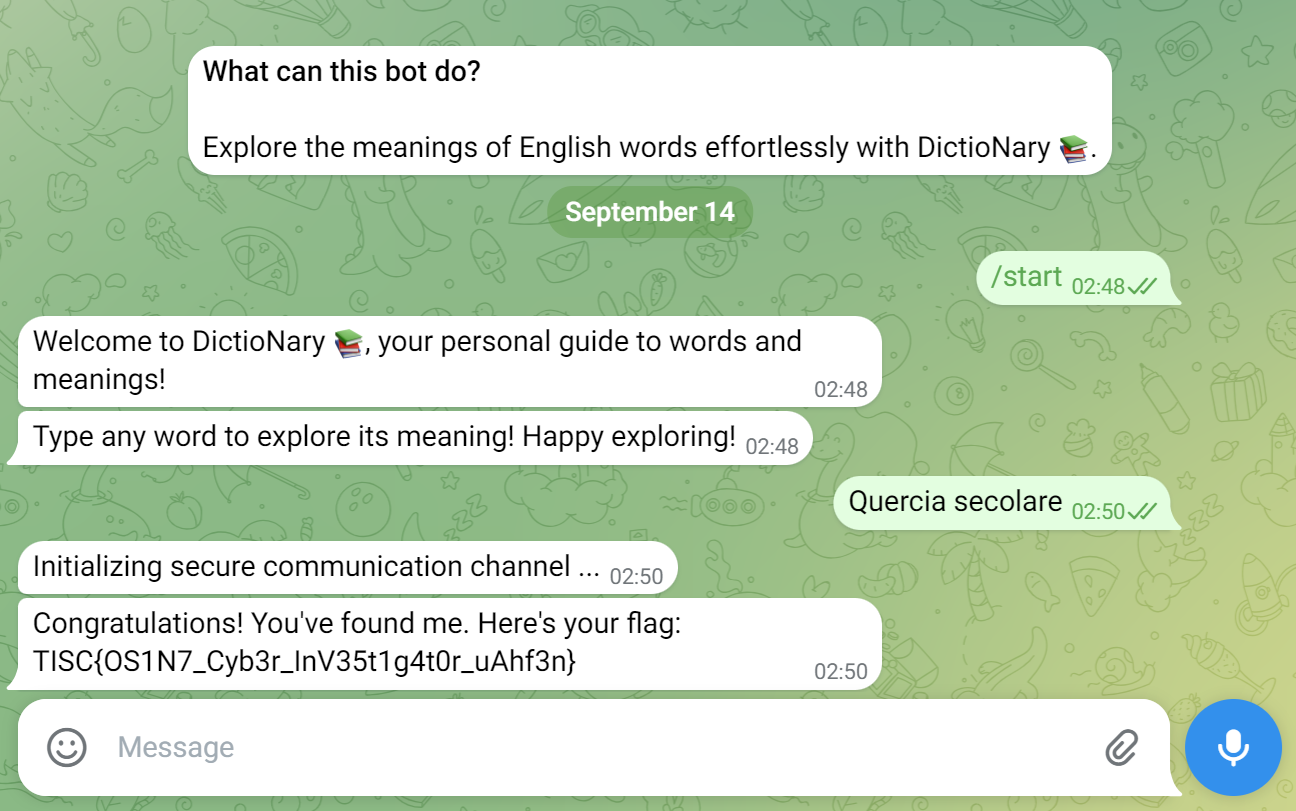 What can this bot do?
Explore the meanings of English words effortlessly with DictioNary 📚.
September 14
/start 02:48
Welcome to DictioNary 📚, your personal guide to words and
meanings!
02:48
Type any word to explore its meaning! Happy exploring! 02:48
Quercia secolare 02:50
Initializing secure communication channel ... 02:50
Congratulations! You've found me. Here's your flag:
TISC{OS1N7_Cyb3r_InV35t1g4t0r_uAhf3n}
02:50
Message